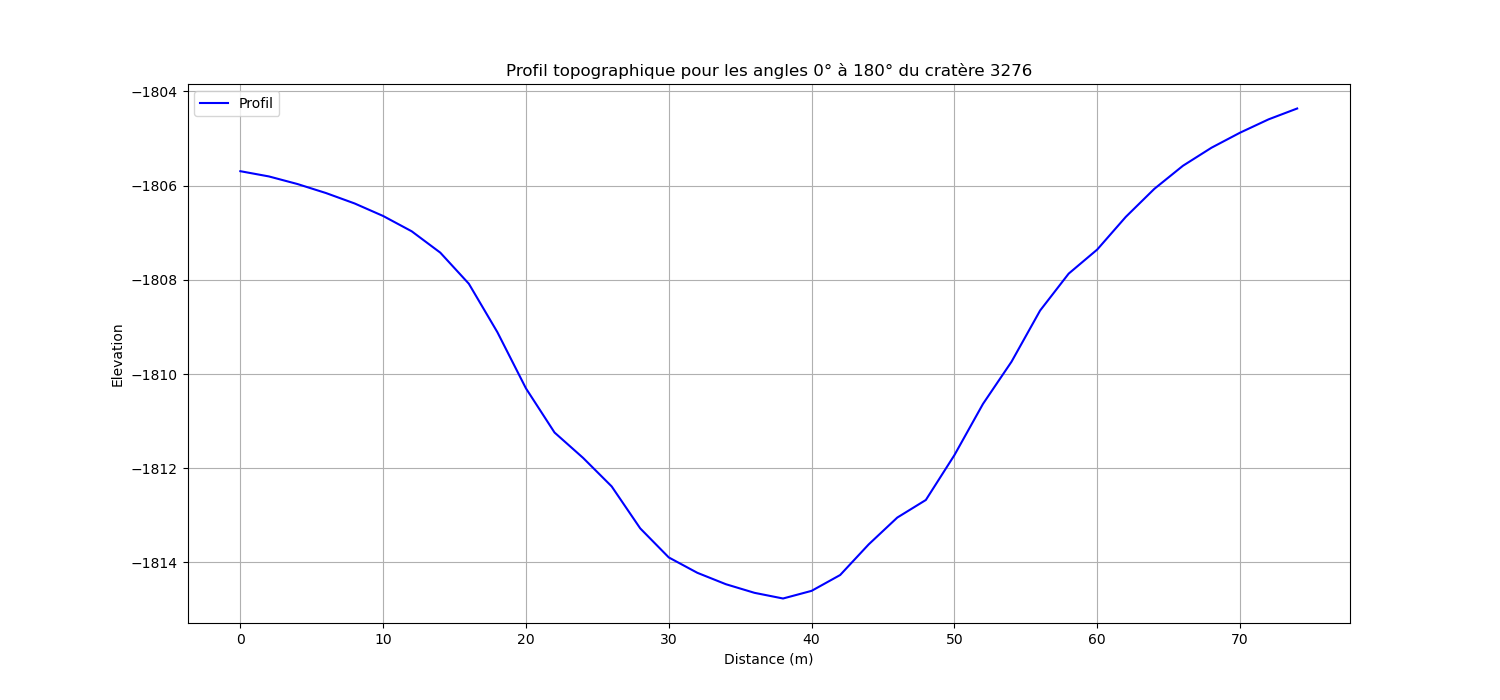 Profil topographique pour les angles 0° à 180° du cratère 3276
Profil
−1804
−1806
−1808
−1810
−1812
−1814
Elevation
0 10 20 30 40 50 60 70
Distance (m)